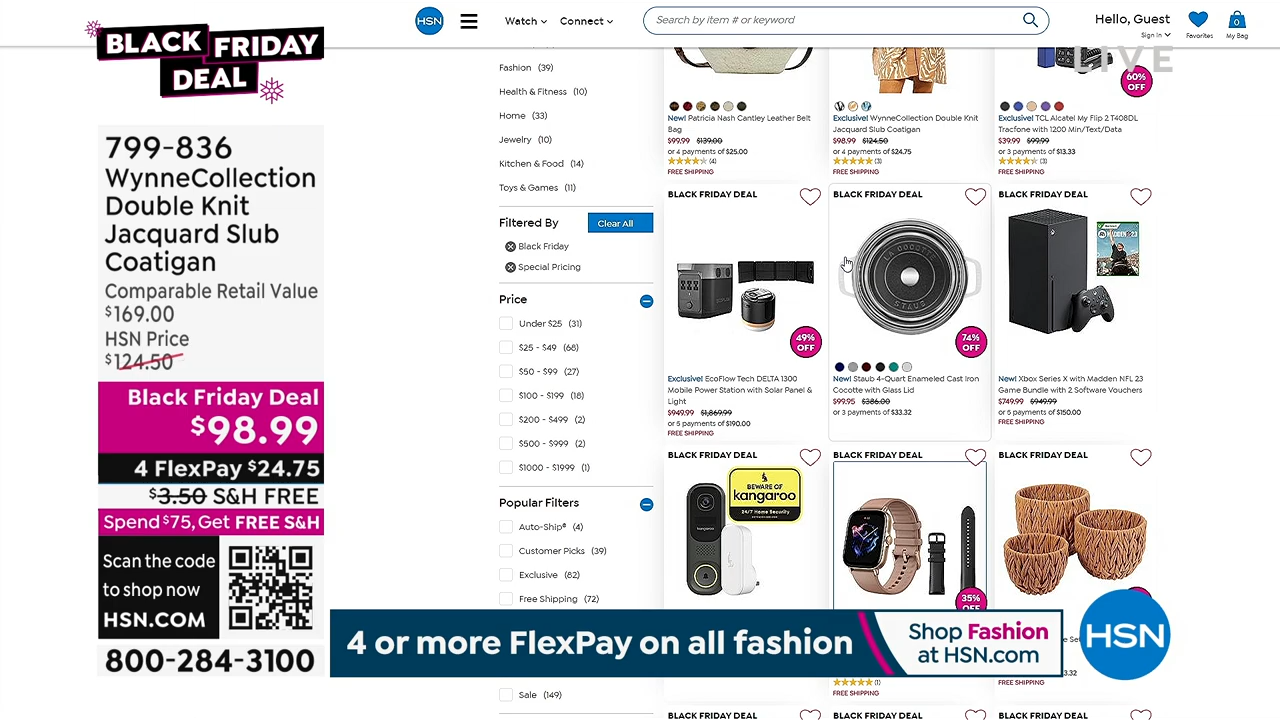 BLACK FRIDAY
DEAL
799-836
WynneCollection
Double Knit
Jacquard Slub
Coatigan
Comparable Retail Value
$169.00
HSN Price
$124.50
Black Friday Deal
$98.99
4 FlexPay $24.75
$3.50 S&H FREE
Spend $75, Get FREE S&H
Scan the code
to shop now
HSN.COM
800-284-3100
HSN
Watch
Connect
Search by item # or keyword
Hello, Guest
Sign In
Favorites
0
My Bag
LIVE
Fashion (39)
Health & Fitness (10)
Home (33)
Jewelry (10)
Kitchen & Food (14)
Toys & Games (11)
Filtered By
Clear All
Black Friday
Special Pricing
Price
Under $25 (31)
$25 - $49 (68)
$50 - $99 (27)
$100 - $199 (18)
$200 - $499 (2)
$500 - $999 (2)
$1000 - $1999 (1)
Popular Filters
Auto-Ship® (4)
Customer Picks (39)
Exclusive (82)
Free Shipping (72)
Sale (149)
New! Patricia Nash Cantley Leather Belt
Bag
$99.99 $139.00
or 4 payments of $25.00
(4)
FREE SHIPPING
Exclusive! WynneCollection Double Knit
Jacquard Slub Coatigan
$98.99 $124.50
or 4 payments of $24.75
(3)
FREE SHIPPING
60%
OFF
Exclusive! TCL Alcatel My Flip 2 T408DL
Tracfone with 1200 Min/Text/Data
$39.99 $99.99
or 3 payments of $13.33
(3)
FREE SHIPPING
BLACK FRIDAY DEAL
49%
OFF
Exclusive! EcoFlow Tech DELTA 1300
Mobile Power Station with Solar Panel &
Light
$949.99 $1,869.99
or 5 payments of $190.00
FREE SHIPPING
BLACK FRIDAY DEAL
LA COCOTTE
STAUB
74%
OFF
New! Staub 4-Quart Enameled Cast Iron
Cocotte with Glass Lid
$99.95 $386.00
or 3 payments of $33.32
BLACK FRIDAY DEAL
MADDEN 23
New! Xbox Series X with Madden NFL 23
Game Bundle with 2 Software Vouchers
$749.99 $949.99
or 5 payments of $150.00
FREE SHIPPING
BLACK FRIDAY DEAL
BEWARE OF
kangaroo
24/7 Home Security
kangaroo
BLACK FRIDAY DEAL
35%
OFF
(1)
FREE SHIPPING
BLACK FRIDAY DEAL
3.32
FREE SHIPPING
4 or more FlexPay on all fashion
Shop Fashion
at HSN.com
HSN
BLACK FRIDAY DEAL
BLACK FRIDAY DEAL
BLACK FRIDAY DEAL